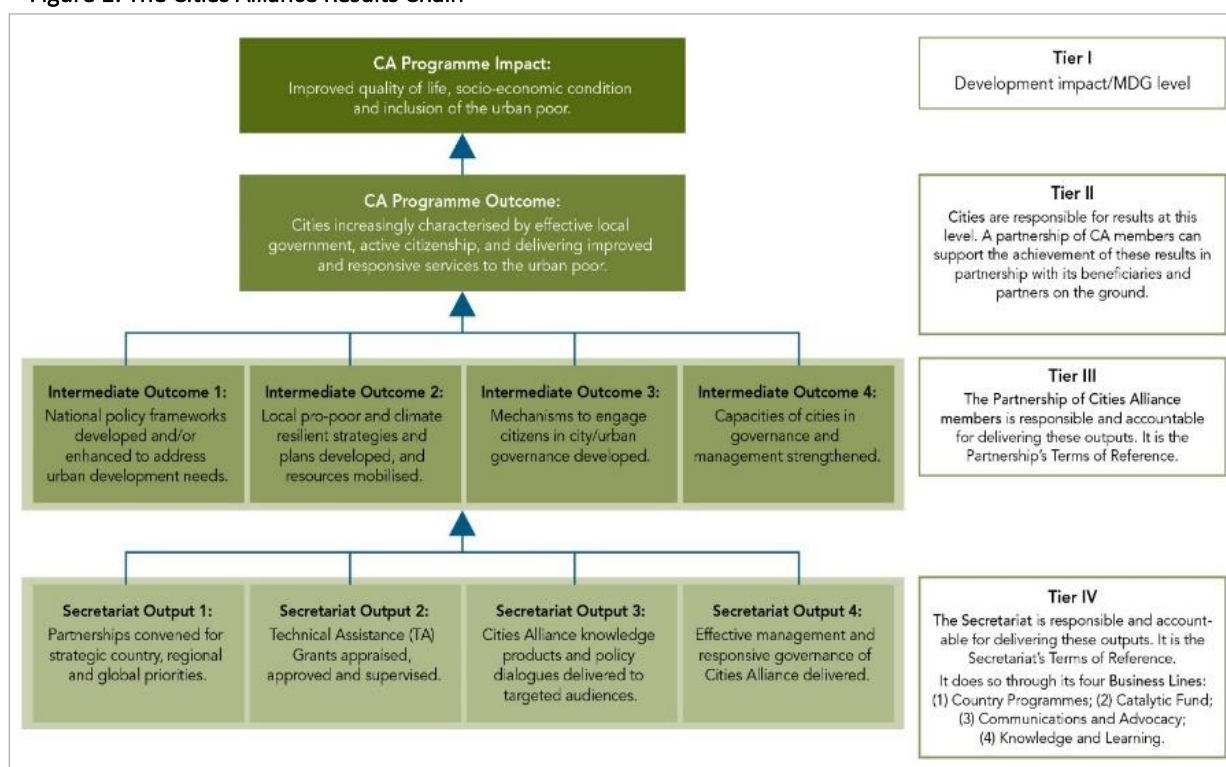 Figure 2: The Cities Alliance Results Chain
CA Programme Impact:
Improved quality of life, socio-economic condition
and inclusion of the urban poor.
Tier I
Development impact/MDG level
CA Programme Outcome:
Cities increasingly characterised by effective local
government, active citizenship, and delivering improved
and responsive services to the urban poor.
Tier II
Cities are responsible for results at this
level. A partnership of CA members can
support the achievement of these results in
partnership with its beneficiaries and
partners on the ground.
Intermediate Outcome 1:
National policy frameworks
developed and/or
enhanced to address
urban development needs.
Intermediate Outcome 2:
Local pro-poor and climate
resilient strategies and
plans developed, and
resources mobilised.
Intermediate Outcome 3:
Mechanisms to engage
citizens in city/urban
governance developed.
Intermediate Outcome 4:
Capacities of cities in
governance and
management strengthened.
Tier III
The Partnership of Cities Alliance
members is responsible and accountable
for delivering these outputs. It is the
Partnership's Terms of Reference.
Secretariat Output 1:
Partnerships convened for
strategic country, regional
and global priorities.
Secretariat Output 2:
Technical Assistance (TA)
Grants appraised,
approved and supervised.
Secretariat Output 3:
Cities Alliance knowledge
products and policy
dialogues delivered to
targeted audiences.
Secretariat Output 4:
Effective management and
responsive governance of
Cities Alliance delivered.
Tier IV
The Secretariat is responsible and account-
able for delivering these outputs. It is the
Secretariat's Terms of Reference.
It does so through its four Business Lines:
(1) Country Programmes; (2) Catalytic Fund;
(3) Communications and Advocacy;
(4) Knowledge and Learning.